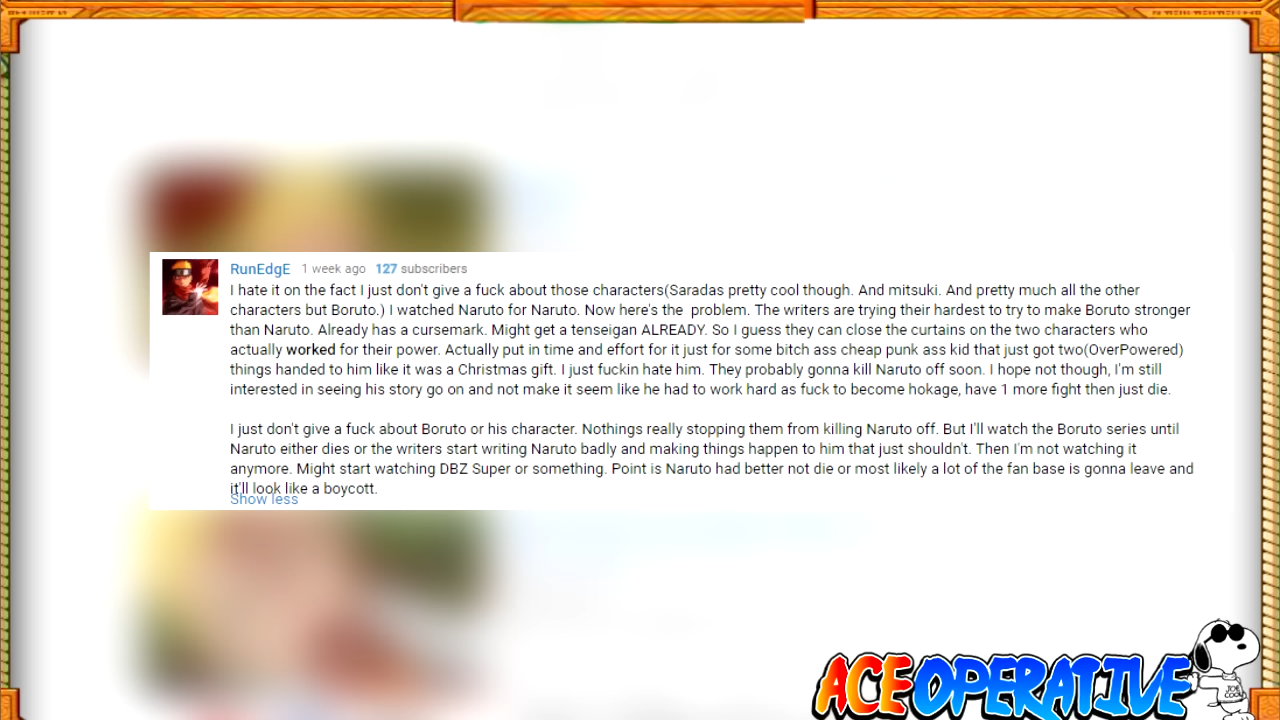 RunEdgE 1 week ago 127 subscribers
I hate it on the fact I just don't give a fuck about those characters(Saradas pretty cool though. And mitsuki. And pretty much all the other
characters but Boruto.) I watched Naruto for Naruto. Now here's the  problem. The writers are trying their hardest to try to make Boruto stronger
than Naruto. Already has a cursemark. Might get a tenseigan ALREADY. So I guess they can close the curtains on the two characters who
actually worked for their power. Actually put in time and effort for it just for some bitch ass cheap punk ass kid that just got two(OverPowered)
things handed to him like it was a Christmas gift. I just fuckin hate him. They probably gonna kill Naruto off soon. I hope not though, I'm still
interested in seeing his story go on and not make it seem like he had to work hard as fuck to become hokage, have 1 more fight then just die.
I just don't give a fuck about Boruto or his character. Nothings really stopping them from killing Naruto off. But I'll watch the Boruto series until
Naruto either dies or the writers start writing Naruto badly and making things happen to him that just shouldn't. Then I'm not watching it
anymore. Might start watching DBZ Super or something. Point is Naruto had better not die or most likely a lot of the fan base is gonna leave and
it'll look like a boycott.
Show less
ACEOPERATIVE
JOE
COOL